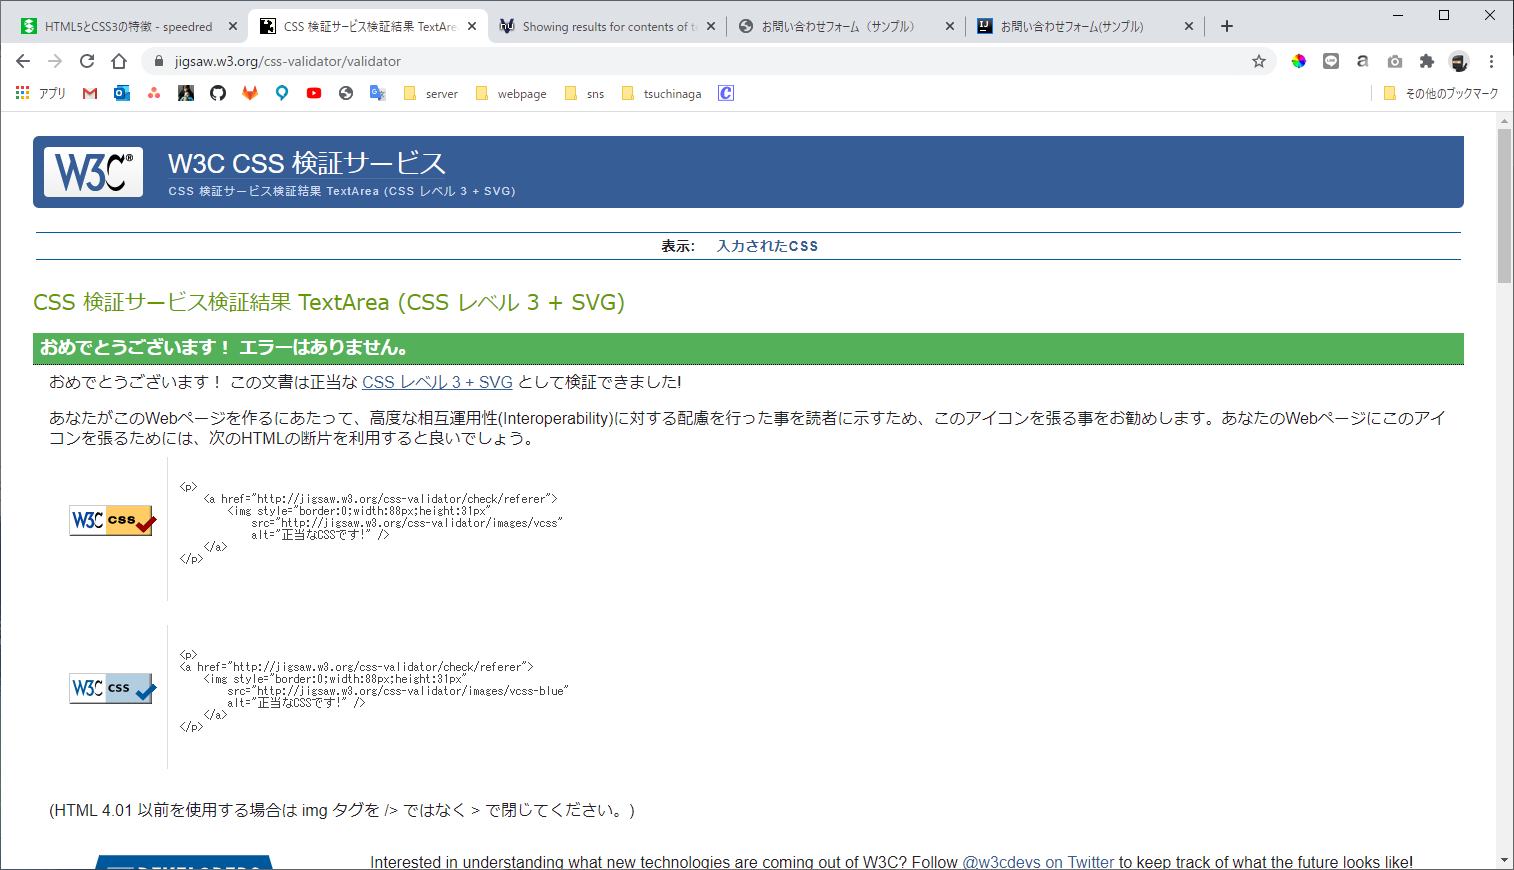 HTML5とCSS3の特徴 - speedred
CSS 検証サービス検証結果 TextAre
Showing results for contents of t
お問い合わせフォーム（サンプル）
お問い合わせフォーム(サンプル)
jigsaw.w3.org/css-validator/validator
アプリ
server
webpage
sns
tsuchinaga
その他のブックマーク
W3C®
W3C CSS 検証サービス
CSS 検証サービス検証結果 TextArea (CSS レベル 3 + SVG)
表示: 入力されたCSS
CSS 検証サービス検証結果 TextArea (CSS レベル 3 + SVG)
おめでとうございます！ エラーはありません。
おめでとうございます！ この文書は正当な CSS レベル 3 + SVG として検証できました!
あなたがこのWebページを作るにあたって、高度な相互運用性(Interoperability)に対する配慮を行った事を読者に示すため、このアイコンを張る事をお勧めします。あなたのWebページにこのアイ
コンを張るためには、次のHTMLの断片を利用すると良いでしょう。
W3C css
<p>
<a href="http://jigsaw.w3.org/css-validator/check/referer">
<img style="border:0;width:88px;height:31px"
src="http://jigsaw.w3.org/css-validator/images/vcss"
alt="正当なCSSです!" />
</a>
</p>
W3C css
<p>
<a href="http://jigsaw.w3.org/css-validator/check/referer">
<img style="border:0;width:88px;height:31px"
src="http://jigsaw.w3.org/css-validator/images/vcss-blue"
alt="正当なCSSです!" />
</a>
</p>
(HTML 4.01 以前を使用する場合は img タグを /> ではなく > で閉じてください。)
Interested in understanding what new technologies are coming out of W3C? Follow @w3cdevs on Twitter to keep track of what the future looks like!